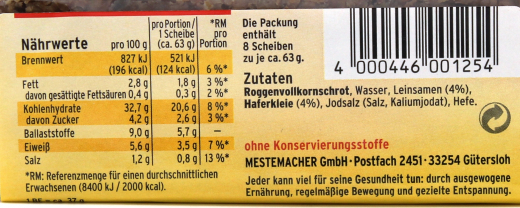 Nährwerte pro 100 g pro Portion/ 1 Scheibe (ca. 63 g) *RM pro Portion
Brennwert 827 kJ 521 kJ
(196 kcal) (124 kcal) 6 %*
Fett 2,8 g 1,8 g 3 %*
davon gesättigte Fettsäuren 0,4 g 0,3 g 2 %*
Kohlenhydrate 32,7 g 20,6 g 8 %*
davon Zucker 4,2 g 2,6 g 3 %*
Ballaststoffe 9,0 g 5,7 g –
Eiweiß 5,6 g 3,5 g 7 %*
Salz 1,2 g 0,8 g 13 %*
*RM: Referenzmenge für einen durchschnittlichen
Erwachsenen (8400 kJ / 2000 kcal).
Die Packung
enthält
8 Scheiben
zu je ca. 63 g.
4 000446 001254
Zutaten
Roggenvollkornschrot, Wasser, Leinsamen (4%),
Haferkleie (4%), Jodsalz (Salz, Kaliumjodat), Hefe.
ohne Konservierungsstoffe
MESTEMACHER GmbH · Postfach 2451 · 33254 Gütersloh
Jeder kann viel für seine Gesundheit tun: durch ausgewogene
Ernährung, regelmäßige Bewegung und gezielte Entspannung.